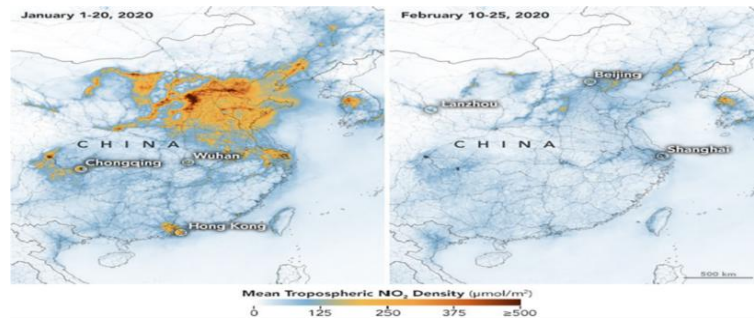 January 1-20, 2020
February 10-25, 2020
Beijing
Lanzhou
CHINA
CHINA
Chongqing
Wuhan
Shanghai
Hong Kong
500 km
Mean Tropospheric NO₂ Density (μmol/m²)
0 125 250 375 ≥500